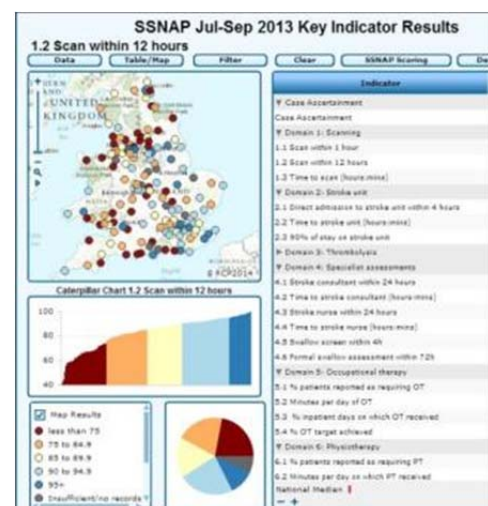 SSNAP Jul-Sep 2013 Key Indicator Results
1.2 Scan within 12 hours
Data
Table/Map
Filter
Clear
SSNAP Scoring
De
UNITED
KINGDOM
© RCP2014
Caterpillar Chart 1.2 Scan within 12 hours
100
80
60
40
Map Results
less than 75
75 to 84.9
85 to 89.9
90 to 94.9
95+
Insufficient/no records
Indicator
Case Ascertainment
Case Ascertainment
Domain 1: Scanning
1.1 Scan within 1 hour
1.2 Scan within 12 hours
1.3 Time to scan (hours:mins)
Domain 2: Stroke unit
2.1 Direct admission to stroke unit within 4 hours
2.2 Time to stroke unit (hours:mins)
2.3 90% of stay on stroke unit
Domain 3: Thrombolysis
Domain 4: Specialist assessments
4.1 Stroke consultant within 24 hours
4.2 Time to stroke consultant (hours:mins)
4.3 Stroke nurse within 24 hours
4.4 Time to stroke nurse (hours:mins)
4.5 Swallow screen within 4h
4.6 Formal swallow assessment within 72h
Domain 5: Occupational therapy
5.1 % patients reported as requiring OT
5.2 Minutes per day of OT
5.3 % inpatient days on which OT received
5.4 % OT target achieved
Domain 6: Physiotherapy
6.1 % patients reported as requiring PT
6.2 Minutes per day on which PT received
National Median